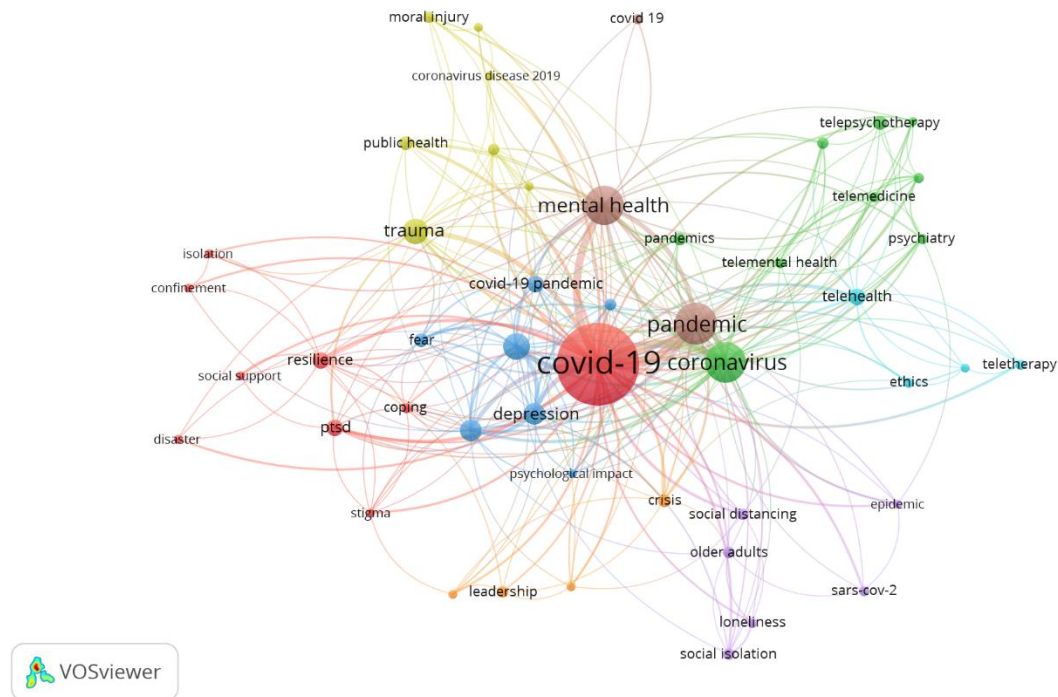 moral injury
covid 19
coronavirus disease 2019
telepsychotherapy
public health
telemedicine
mental health
trauma
pandemics
psychiatry
isolation
telemental health
confinement
covid-19 pandemic
telehealth
pandemic
fear
resilience
covid-19
coronavirus
teletherapy
social support
ethics
coping
depression
ptsd
disaster
psychological impact
crisis
epidemic
stigma
social distancing
older adults
leadership
sars-cov-2
loneliness
social isolation
VOSviewer